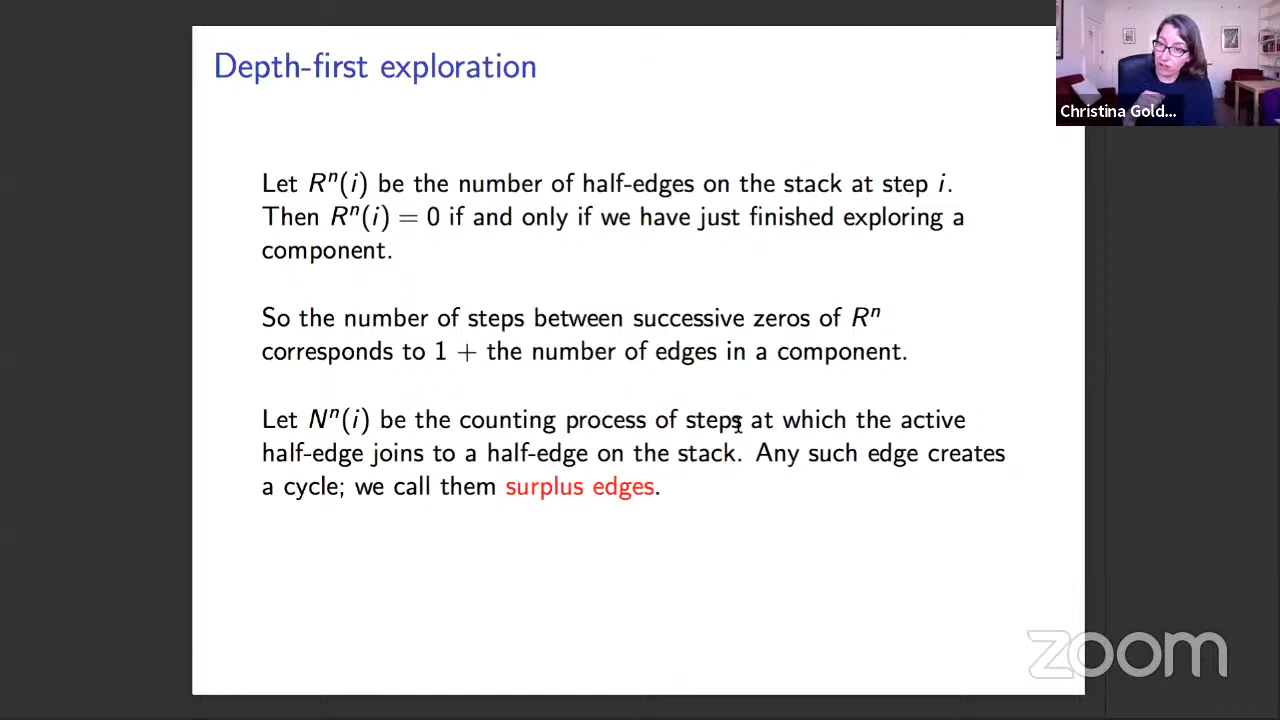 Depth-first exploration
Christina Gold...
Let Rⁿ(i) be the number of half-edges on the stack at step i.
Then Rⁿ(i) = 0 if and only if we have just finished exploring a
component.
So the number of steps between successive zeros of Rⁿ
corresponds to 1 + the number of edges in a component.
Let Nⁿ(i) be the counting process of steps at which the active
half-edge joins to a half-edge on the stack. Any such edge creates
a cycle; we call them surplus edges.
zoom